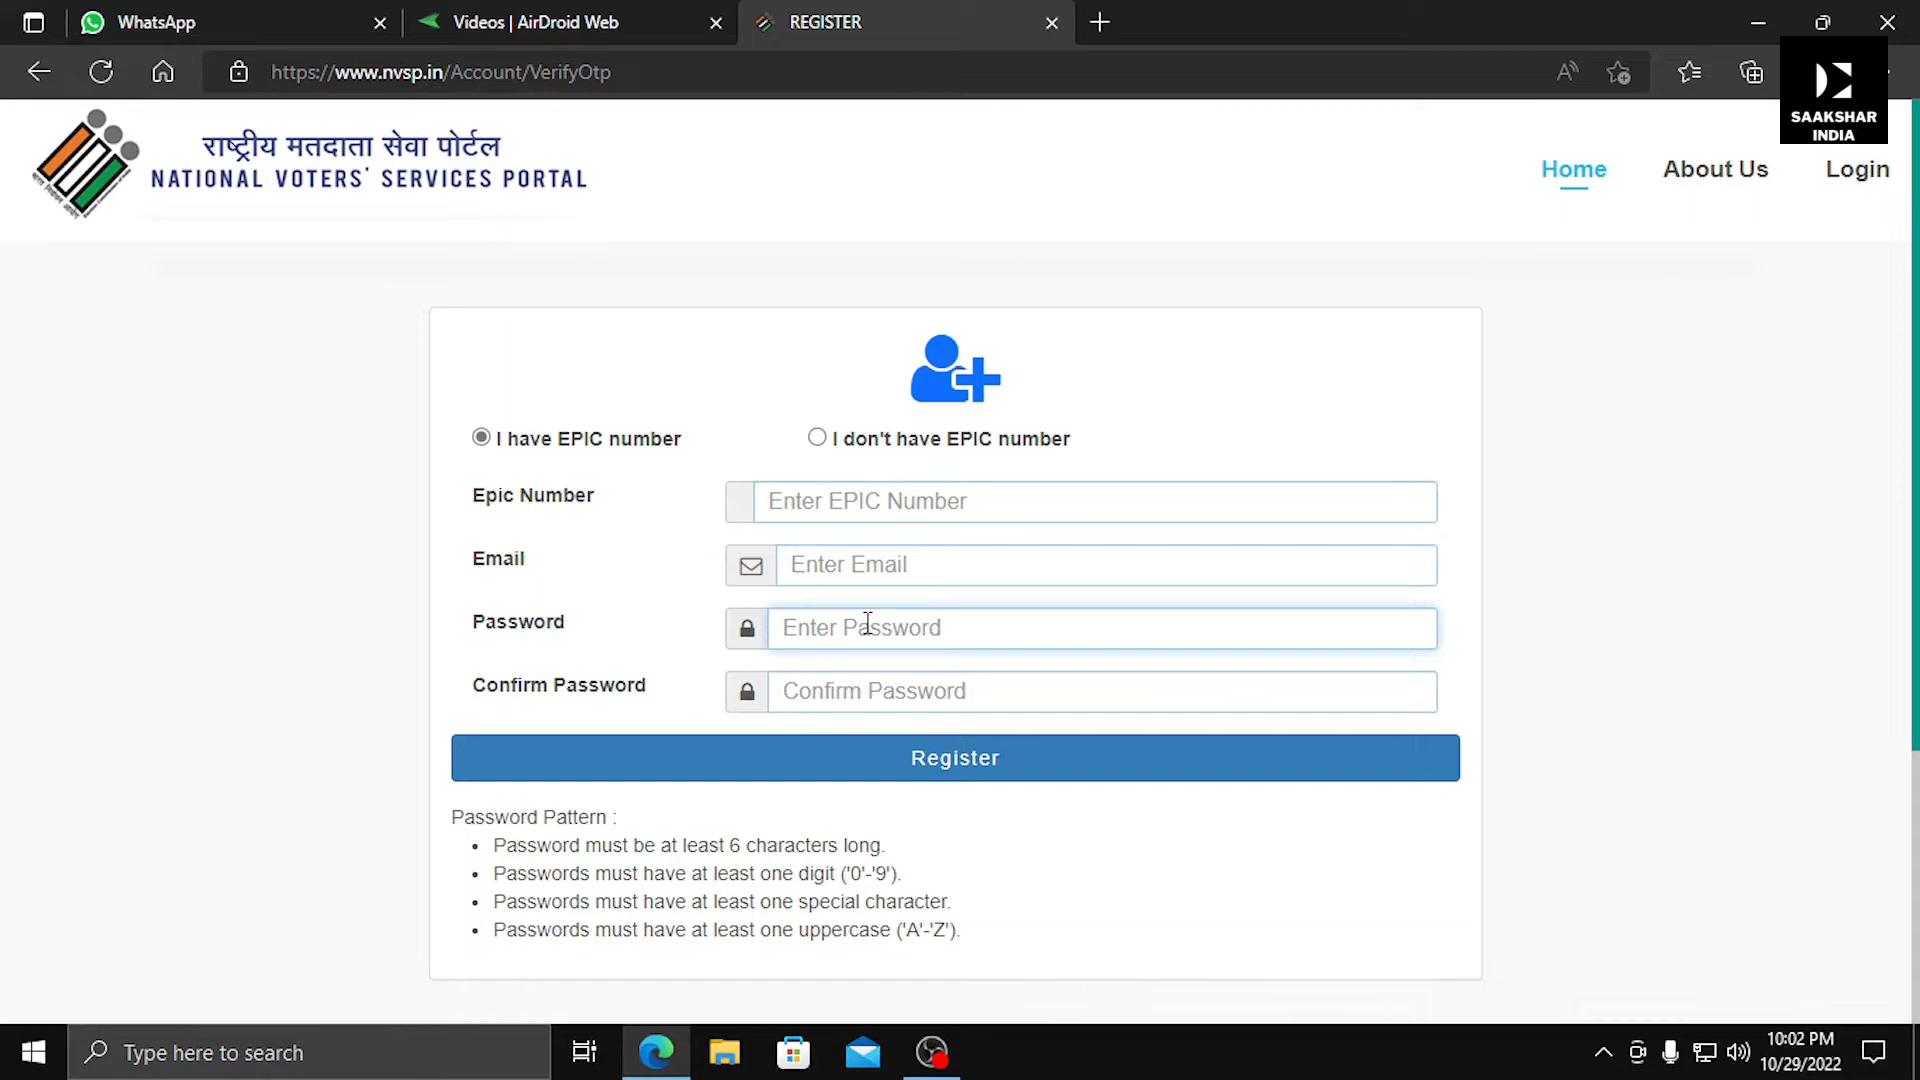 WhatsApp
Videos | AirDroid Web
REGISTER
https://www.nvsp.in/Account/VerifyOtp
SAAKSHAR
INDIA
राष्ट्रीय मतदाता सेवा पोर्टल
NATIONAL VOTERS' SERVICES PORTAL
Home
About Us
Login
I have EPIC number
I don't have EPIC number
Epic Number
Enter EPIC Number
Email
Enter Email
Password
Enter Password
Confirm Password
Confirm Password
Register
Password Pattern :
Password must be at least 6 characters long.
Passwords must have at least one digit ('0'-'9').
Passwords must have at least one special character.
Passwords must have at least one uppercase ('A'-'Z').
Type here to search
10:02 PM
10/29/2022